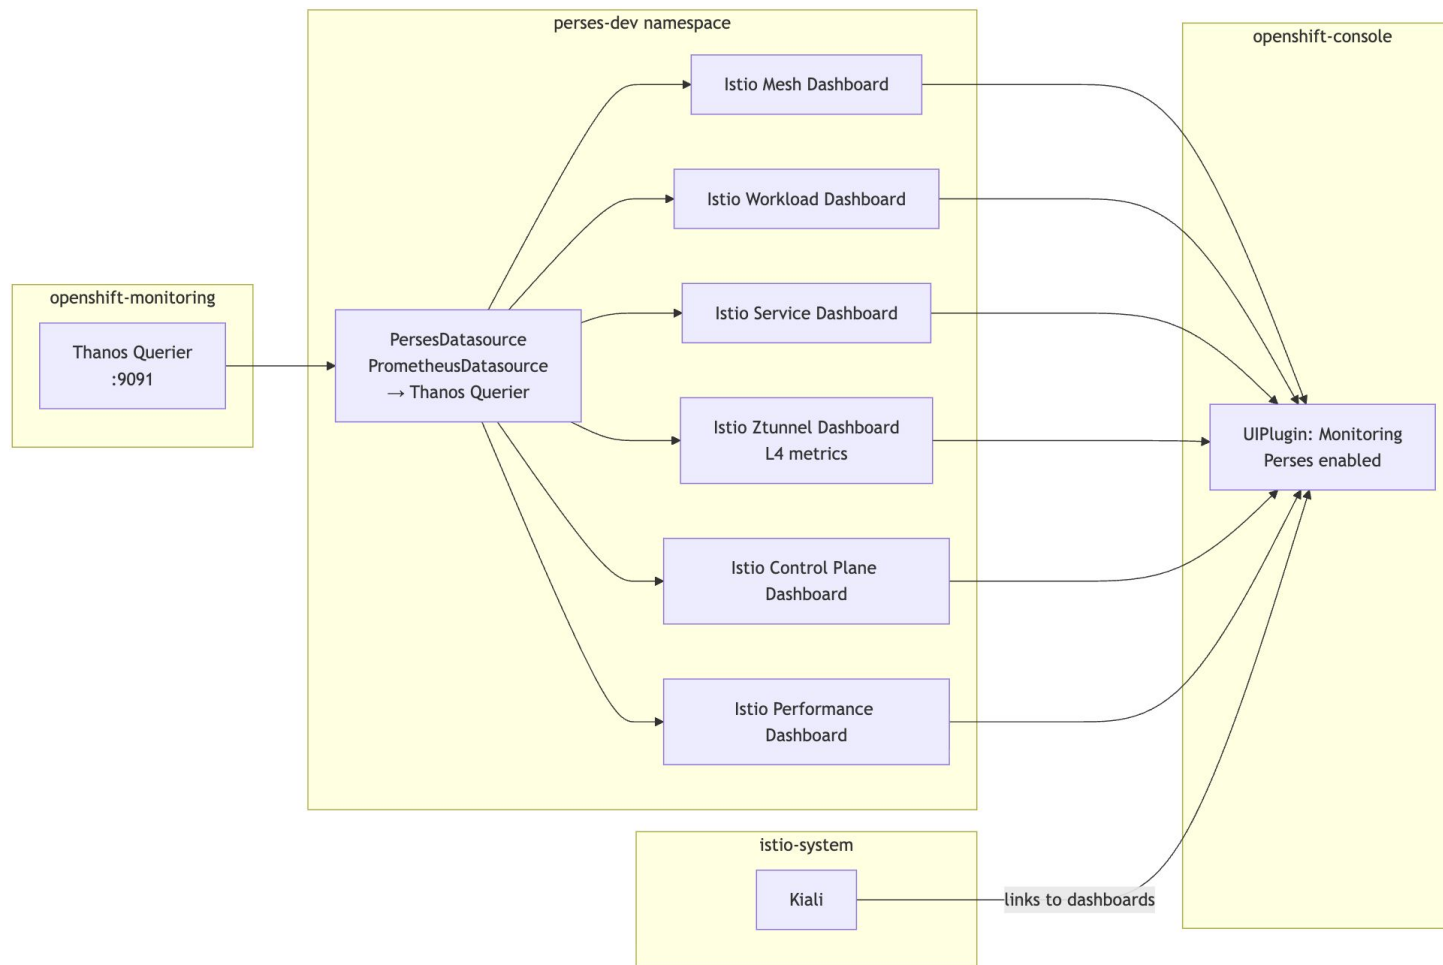 perses-dev namespace
openshift-console
Istio Mesh Dashboard
Istio Workload Dashboard
openshift-monitoring
Thanos Querier
:9091
PersesDatasource
PrometheusDatasource
→ Thanos Querier
Istio Service Dashboard
Istio Ztunnel Dashboard
L4 metrics
UIPlugin: Monitoring
Perses enabled
Istio Control Plane
Dashboard
Istio Performance
Dashboard
istio-system
Kiali
links to dashboards